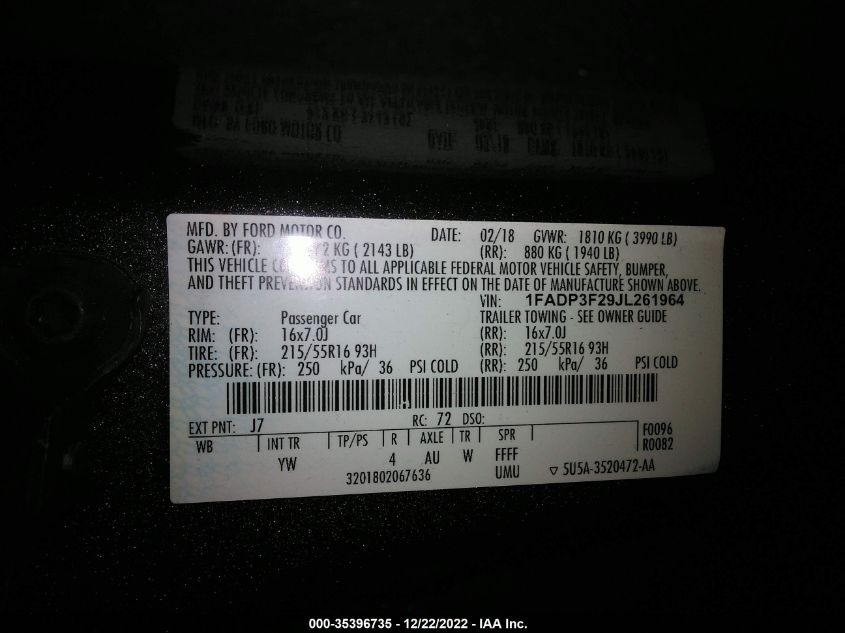 MFD. BY FORD MOTOR CO. DATE: 02/18 GVWR: 1810 KG ( 3990 LB)
GAWR: (FR): 2 KG ( 2143 LB) (RR): 880 KG ( 1940 LB)
THIS VEHICLE TO ALL APPLICABLE FEDERAL MOTOR VEHICLE SAFETY, BUMPER,
AND THEFT PREVENTION STANDARDS IN EFFECT ON THE DATE OF MANUFACTURE SHOWN ABOVE.
VIN: 1FADP3F29JL261964
TYPE: Passenger Car TRAILER TOWING - SEE OWNER GUIDE
RIM: (FR): 16x7.0J (RR): 16x7.0J
TIRE: (FR): 215/55R16 93H (RR): 215/55R16 93H
PRESSURE: (FR): 250 kPa/ 36 PSI COLD (RR): 250 kPa/ 36 PSI COLD
EXT PNT: J7 RC: 72 DSO: F0096
WB INT TR TP/PS R AXLE TR SPR R0082
YW 4 AU W FFFF
3201802067636 UMU ▽ 5U5A-3520472-AA
000-35396735 - 12/22/2022 - IAA Inc.